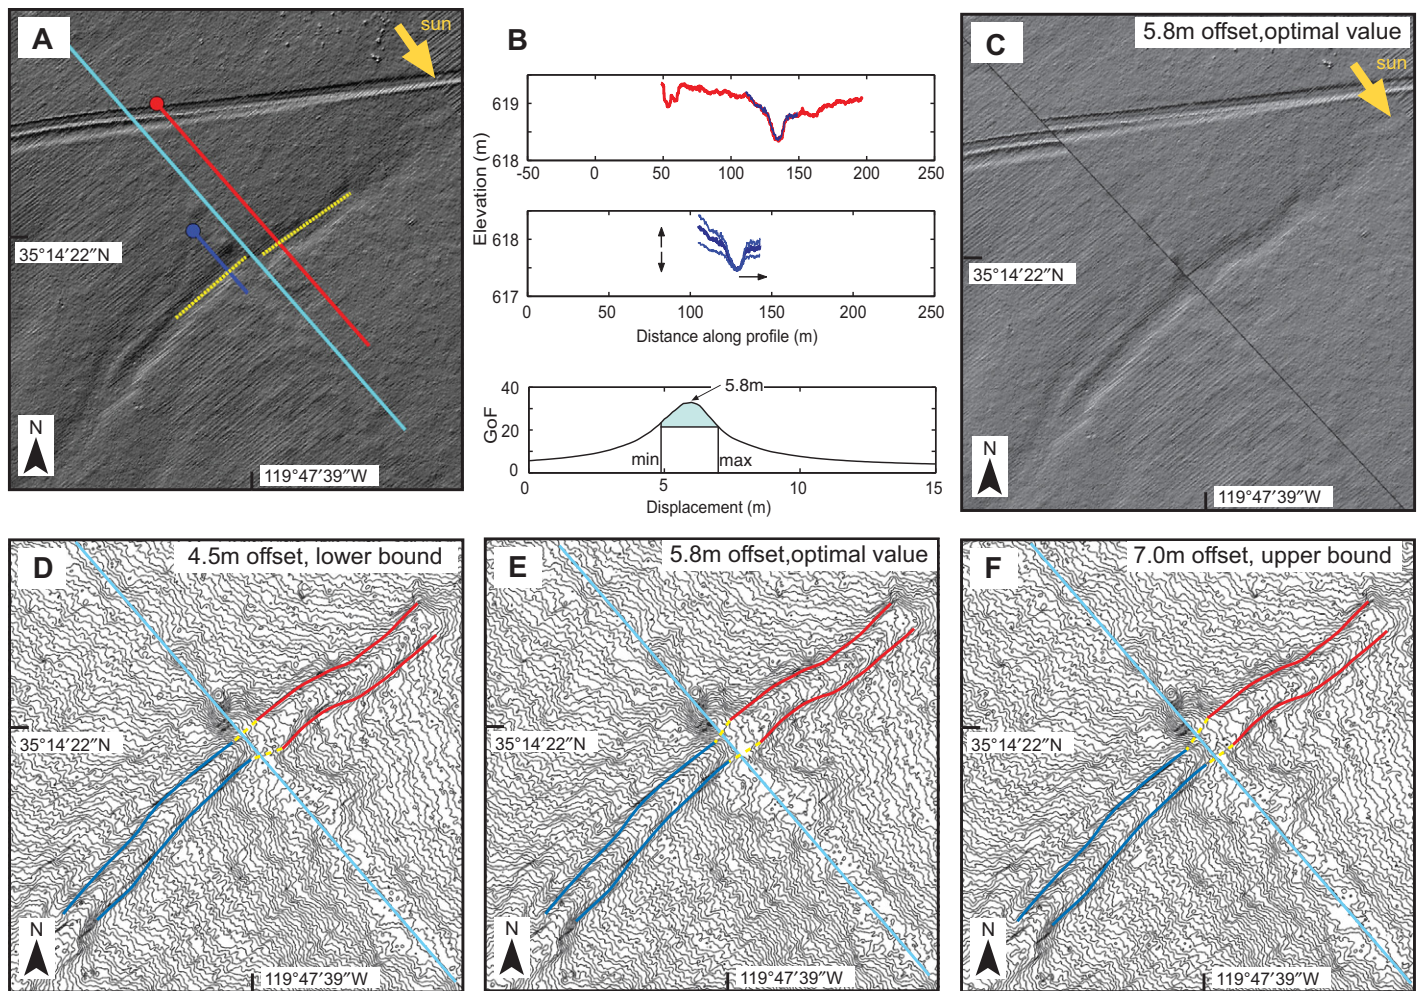 A
sun
35°14′22″N
N
119°47′39″W
B
Elevation (m)
619
618
-50
0
50
100
150
200
250
618
617
0
50
100
150
200
250
Distance along profile (m)
GoF
40
20
0
5.8m
min
max
0
5
10
15
Displacement (m)
C
5.8m offset,optimal value
sun
35°14′22″N
N
119°47′39″W
D
4.5m offset, lower bound
35°14′22″N
N
119°47′39″W
E
5.8m offset,optimal value
35°14′22″N
N
119°47′39″W
F
7.0m offset, upper bound
35°14′22″N
N
119°47′39″W